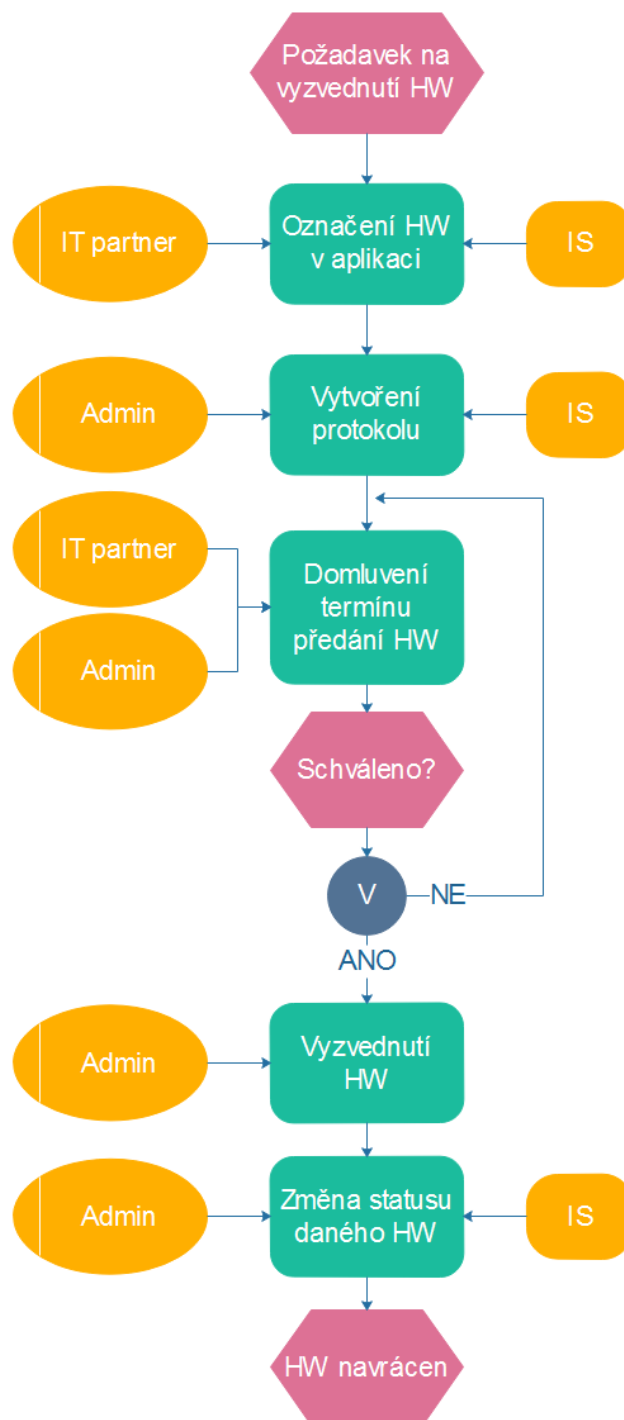 Požadavek na
vyzvednutí HW
IT partner
Označení HW
v aplikaci
IS
Admin
Vytvoření
protokolu
IS
IT partner
Admin
Domluvení
termínu
předání HW
Schváleno?
V
NE
ANO
Admin
Vyzvednutí
HW
Admin
Změna statusu
daného HW
IS
HW navrácen